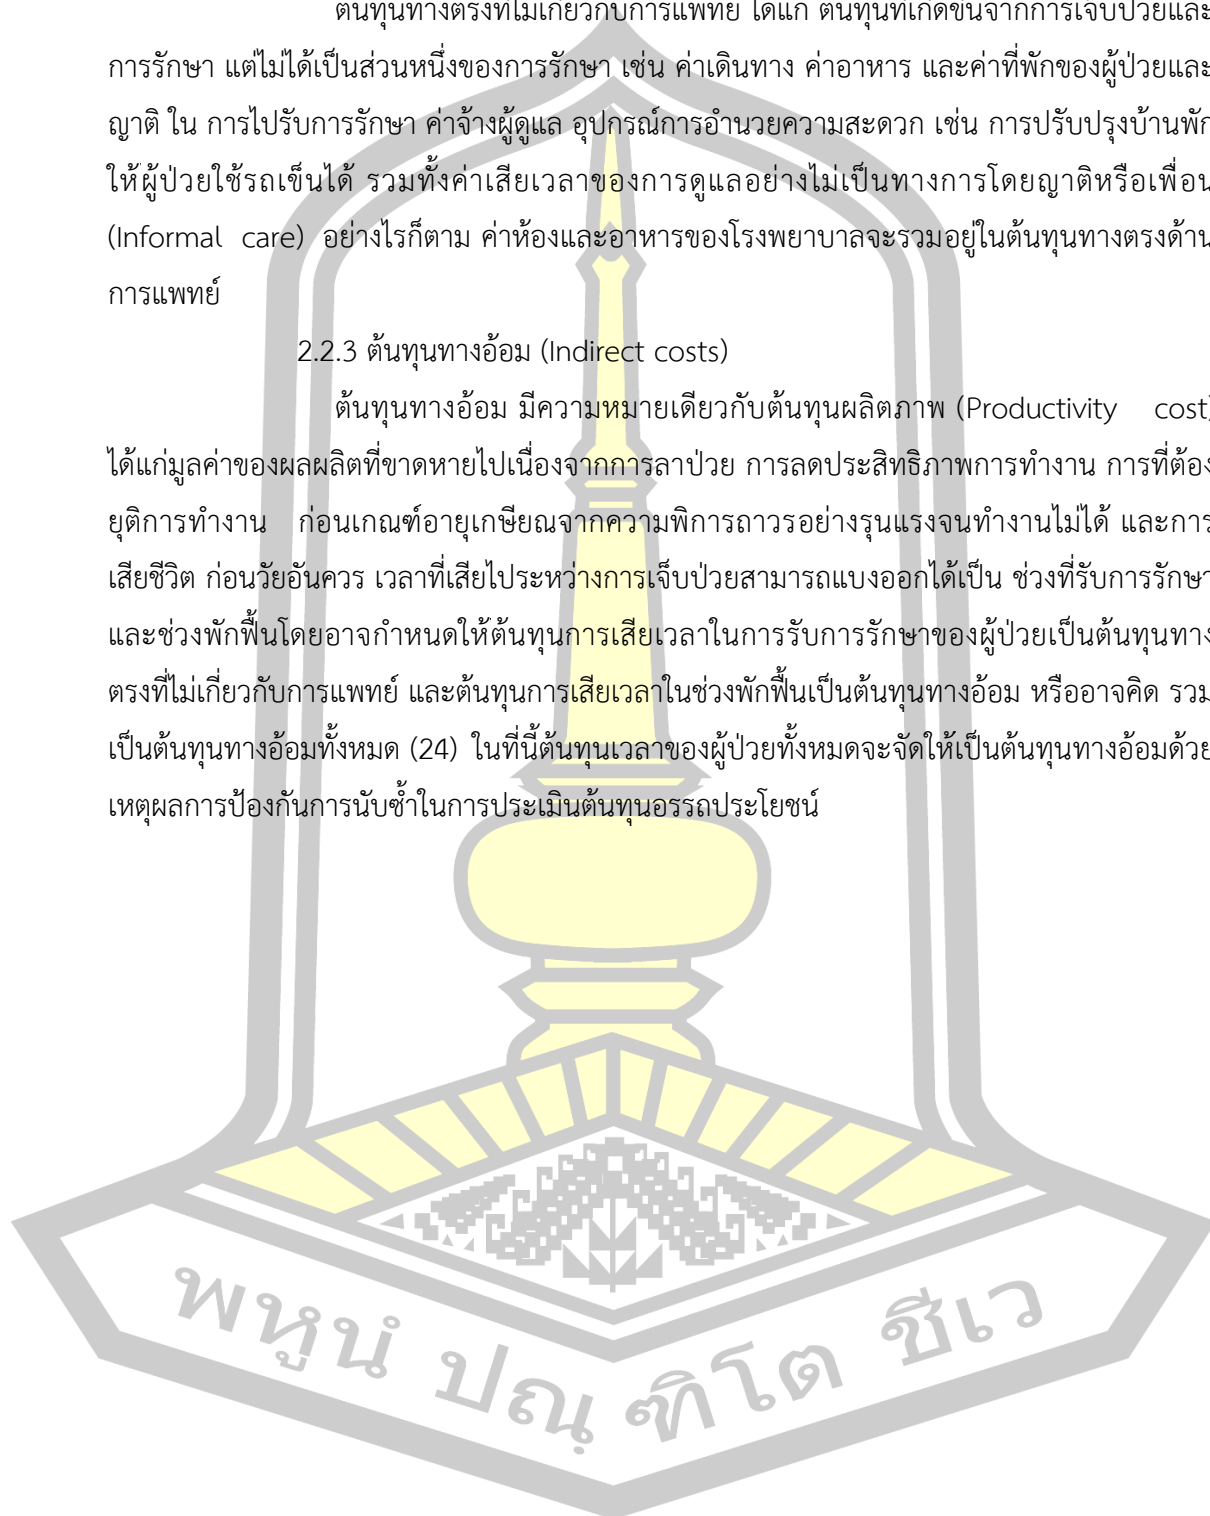 ต้นทุนทางตรงที่ไม่เกี่ยวกับการแพทย์ ได้แก่ ต้นทุนที่เกิดขึ้นจากการเจ็บป่วยและ
การรักษา แต่ไม่ได้เป็นส่วนหนึ่งของการรักษา เช่น ค่าเดินทาง ค่าอาหาร และค่าที่พักของผู้ป่วยและ
ญาติ ใน การไปรับการรักษา ค่าจ้างผู้ดูแล อุปกรณ์การอำนวยความสะดวก เช่น การปรับปรุงบ้านพัก
ให้ผู้ป่วยใช้รถเข็นได้ รวมทั้งค่าเสียเวลาของการดูแลอย่างไม่เป็นทางการโดยญาติหรือเพื่อน
(Informal care) อย่างไรก็ตาม ค่าห้องและอาหารของโรงพยาบาลจะรวมอยู่ในต้นทุนทางตรงด้าน
การแพทย์
2.2.3 ต้นทุนทางอ้อม (Indirect costs)
ต้นทุนทางอ้อม มีความหมายเดียวกับต้นทุนผลิตภาพ (Productivity cost)
ได้แก่มูลค่าของผลผลิตที่ขาดหายไปเนื่องจากการลาป่วย การลดประสิทธิภาพการทำงาน การที่ต้อง
ยุติการทำงาน ก่อนเกณฑ์อายุเกษียณจากความพิการถาวรอย่างรุนแรงจนทำงานไม่ได้ และการ
เสียชีวิต ก่อนวัยอันควร เวลาที่เสียไประหว่างการเจ็บป่วยสามารถแบงออกได้เป็น ช่วงที่รับการรักษา
และช่วงพักฟื้นโดยอาจกำหนดให้ต้นทุนการเสียเวลาในการรับการรักษาของผู้ป่วยเป็นต้นทุนทาง
ตรงที่ไม่เกี่ยวกับการแพทย์ และต้นทุนการเสียเวลาในช่วงพักฟื้นเป็นต้นทุนทางอ้อม หรืออาจคิด รวม
เป็นต้นทุนทางอ้อมทั้งหมด (24) ในที่นี้ต้นทุนเวลาของผู้ป่วยทั้งหมดจะจัดให้เป็นต้นทุนทางอ้อมด้วย
เหตุผลการป้องกันการนับซ้ำในการประเมินต้นทุนอรรถประโยชน์
พหูนํ ปณฺ ฑิโต ชีเว